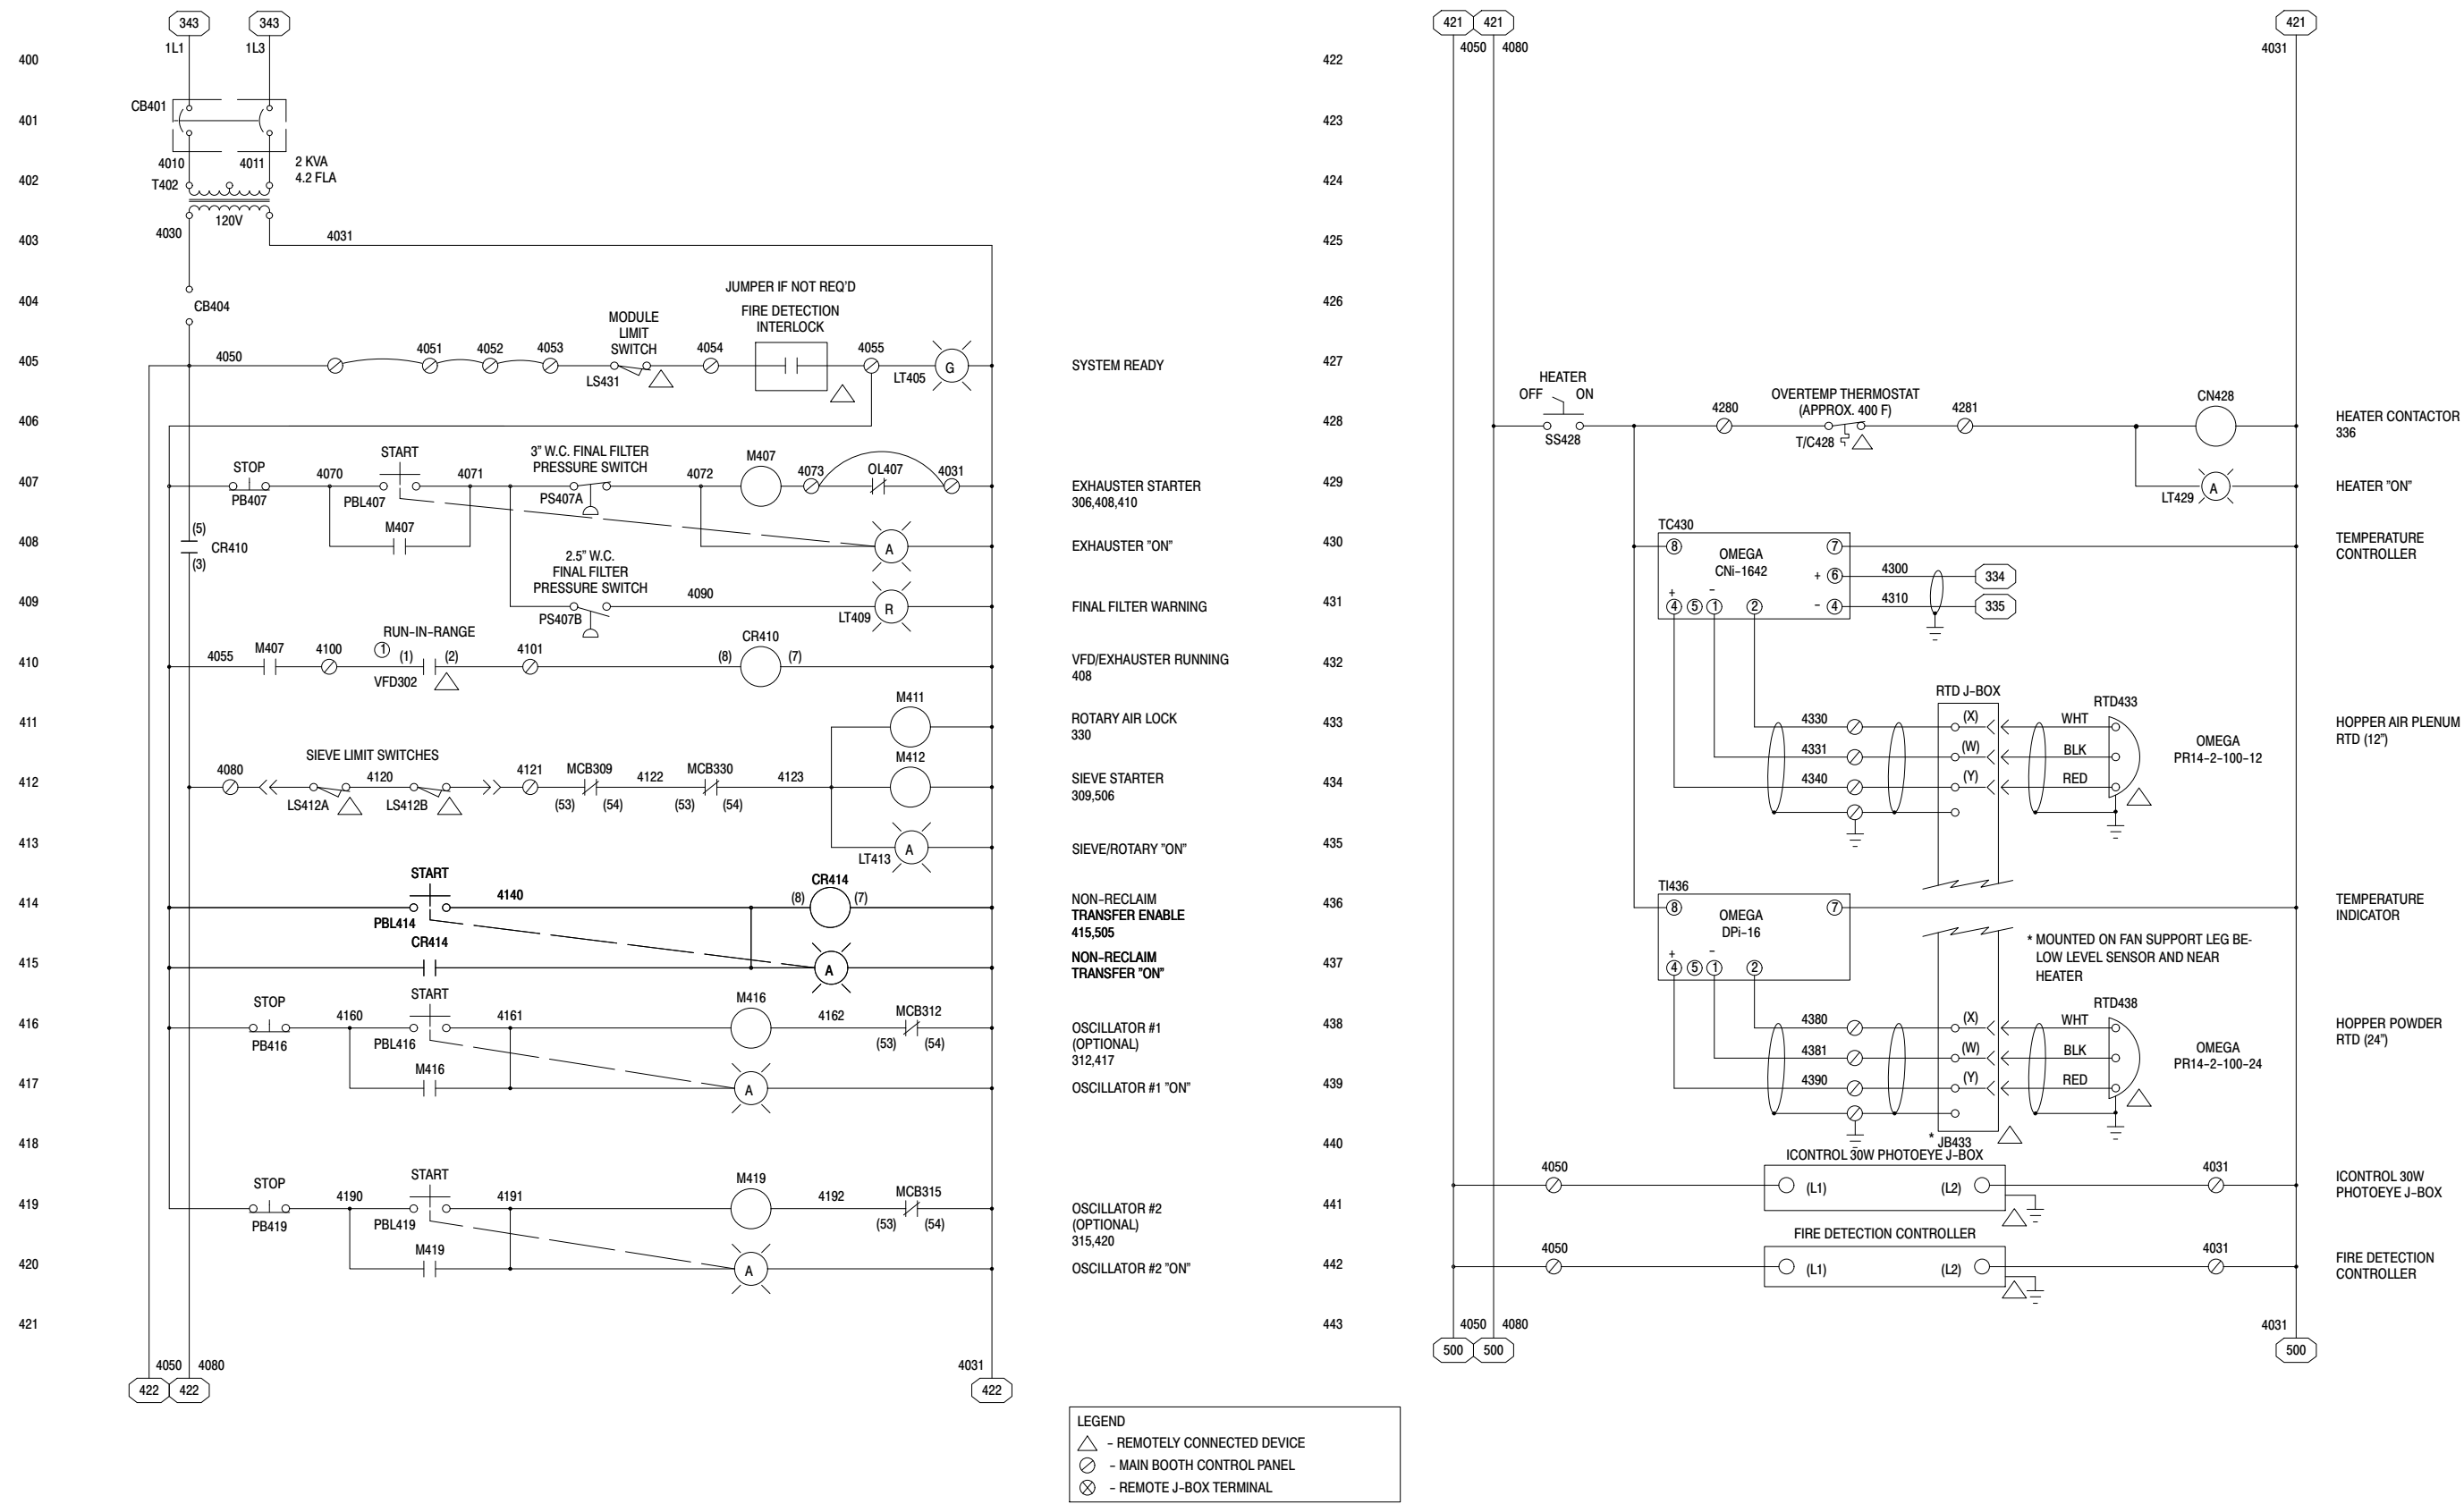 343 343
1L1 1L3
400
CB401
401
4010 4011 2 KVA
4.2 FLA
402 T402
120V
4030 4031
403
JUMPER IF NOT REQ'D
404 CB404
FIRE DETECTION
INTERLOCK
MODULE
LIMIT
SWITCH
405 4050 4051 4052 4053 4054 4055
LS431 LT405 G
SYSTEM READY
406
STOP START
3" W.C. FINAL FILTER
PRESSURE SWITCH
M407
407 4070 4071 4072 4073 OL407 4031
PB407 PBL407 PS407A
EXHAUSTER STARTER
306,408,410
(5)
M407
408 CR410 A
(3)
EXHAUSTER "ON"
2.5" W.C.
FINAL FILTER
PRESSURE SWITCH
409 4090 R
PS407B LT409
FINAL FILTER WARNING
RUN-IN-RANGE CR410
410 4055 M407 4100 1 (1) (2) 4101 (8) (7)
VFD302
VFD/EXHAUSTER RUNNING
408
M411
411
ROTARY AIR LOCK
330
SIEVE LIMIT SWITCHES M412
412 4080 4120 4121 MCB309 4122 MCB330 4123
LS412A LS412B (53) (54) (53) (54)
SIEVE STARTER
309,506
413 LT413 A
SIEVE/ROTARY "ON"
START CR414
414 4140 (8) (7)
PBL414
NON-RECLAIM
TRANSFER ENABLE
415,505
CR414
415 A
NON-RECLAIM
TRANSFER "ON"
STOP START M416
416 4160 4161 4162 MCB312
PB416 PBL416 (53) (54)
OSCILLATOR #1
(OPTIONAL)
312,417
M416
417 A
OSCILLATOR #1 "ON"
418
STOP START M419
419 4190 4191 4192 MCB315
PB419 PBL419 (53) (54)
OSCILLATOR #2
(OPTIONAL)
315,420
M419
420 A
OSCILLATOR #2 "ON"
421
4050 4080 4031
422 422 422
421 421 421
4050 4080 4031
422
423
424
425
426
427
HEATER
OFF ON
OVERTEMP THERMOSTAT
(APPROX. 400 F)
CN428
428 4280 4281
SS428 T/C428
HEATER CONTACTOR
336
429 LT429 A
HEATER "ON"
TC430
430 8 OMEGA 7
CNi-1642
TEMPERATURE
CONTROLLER
+ 6 4300 334
431 + -
4 5 1 2 - 4 4310 335
432
RTD J-BOX RTD433
433 4330 (X) WHT
4331 (W) BLK
OMEGA
PR14-2-100-12
HOPPER AIR PLENUM
RTD (12")
434 4340 (Y) RED
435
TI436
436 8 OMEGA 7
DPi-16
TEMPERATURE
INDICATOR
* MOUNTED ON FAN SUPPORT LEG BE-
LOW LEVEL SENSOR AND NEAR
HEATER
437 + -
4 5 1 2
RTD438
438 4380 (X) WHT
4381 (W) BLK
OMEGA
PR14-2-100-24
HOPPER POWDER
RTD (24")
439 4390 (Y) RED
440
* JB433
ICONTROL 30W PHOTOEYE J-BOX
4050 (L1) (L2) 4031
441
ICONTROL 30W
PHOTOEYE J-BOX
FIRE DETECTION CONTROLLER
442 4050 (L1) (L2) 4031
FIRE DETECTION
CONTROLLER
443 4050 4080 4031
500 500 500
LEGEND
- REMOTELY CONNECTED DEVICE
- MAIN BOOTH CONTROL PANEL
- REMOTE J-BOX TERMINAL